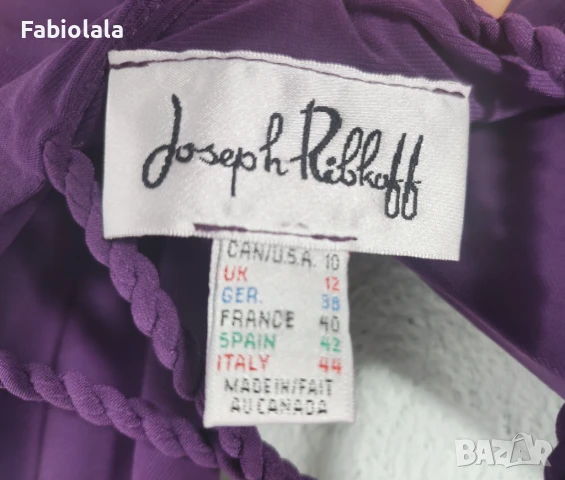 Fabiolala
Joseph Ribkoff
CAN/U.S.A. 10
UK 12
GER. 38
FRANCE 40
SPAIN 42
ITALY 44
MADE IN/FAIT
AU CANADA
BAZAR